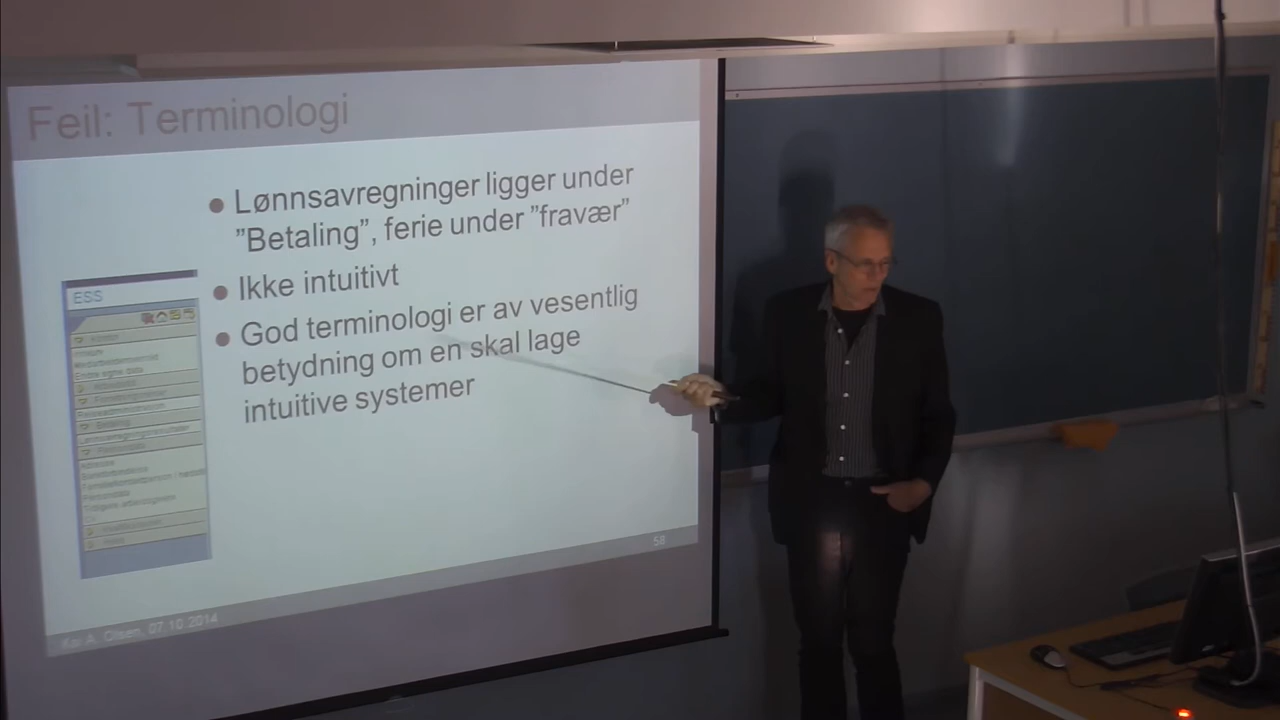 Feil: Terminologi
Lønnsavregninger ligger under
"Betaling", ferie under "fravær"
Ikke intuitivt
God terminologi er av vesentlig
betydning om en skal lage
intuitive systemer
ESS
Betaling
58
Kai A. Olsen, 07.10.2014